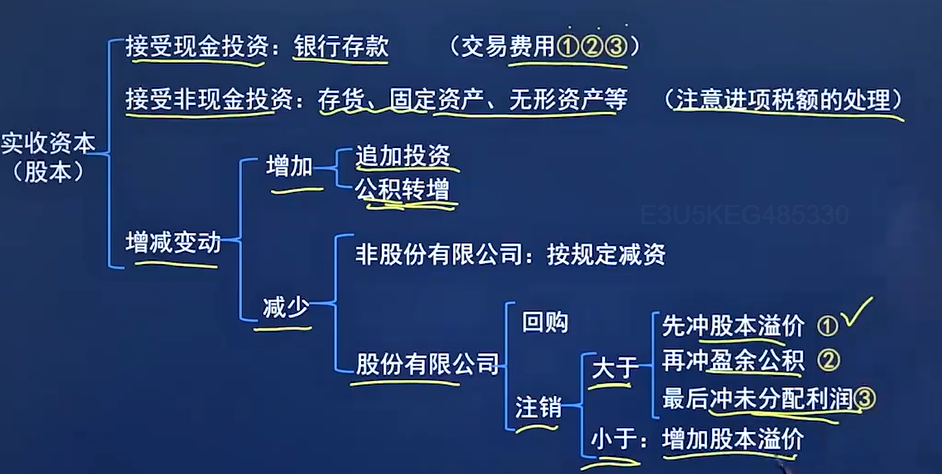 接受现金投资：银行存款 （交易费用①②③）
接受非现金投资：存货、固定资产、无形资产等 （注意进项税额的处理）
实收资本
（股本）
增减变动
增加
追加投资
公积转增
E3U5KEG485330
减少
非股份有限公司：按规定减资
股份有限公司
回购
注销
大于
先冲股本溢价 ①
再冲盈余公积 ②
最后冲未分配利润③
小于：增加股本溢价